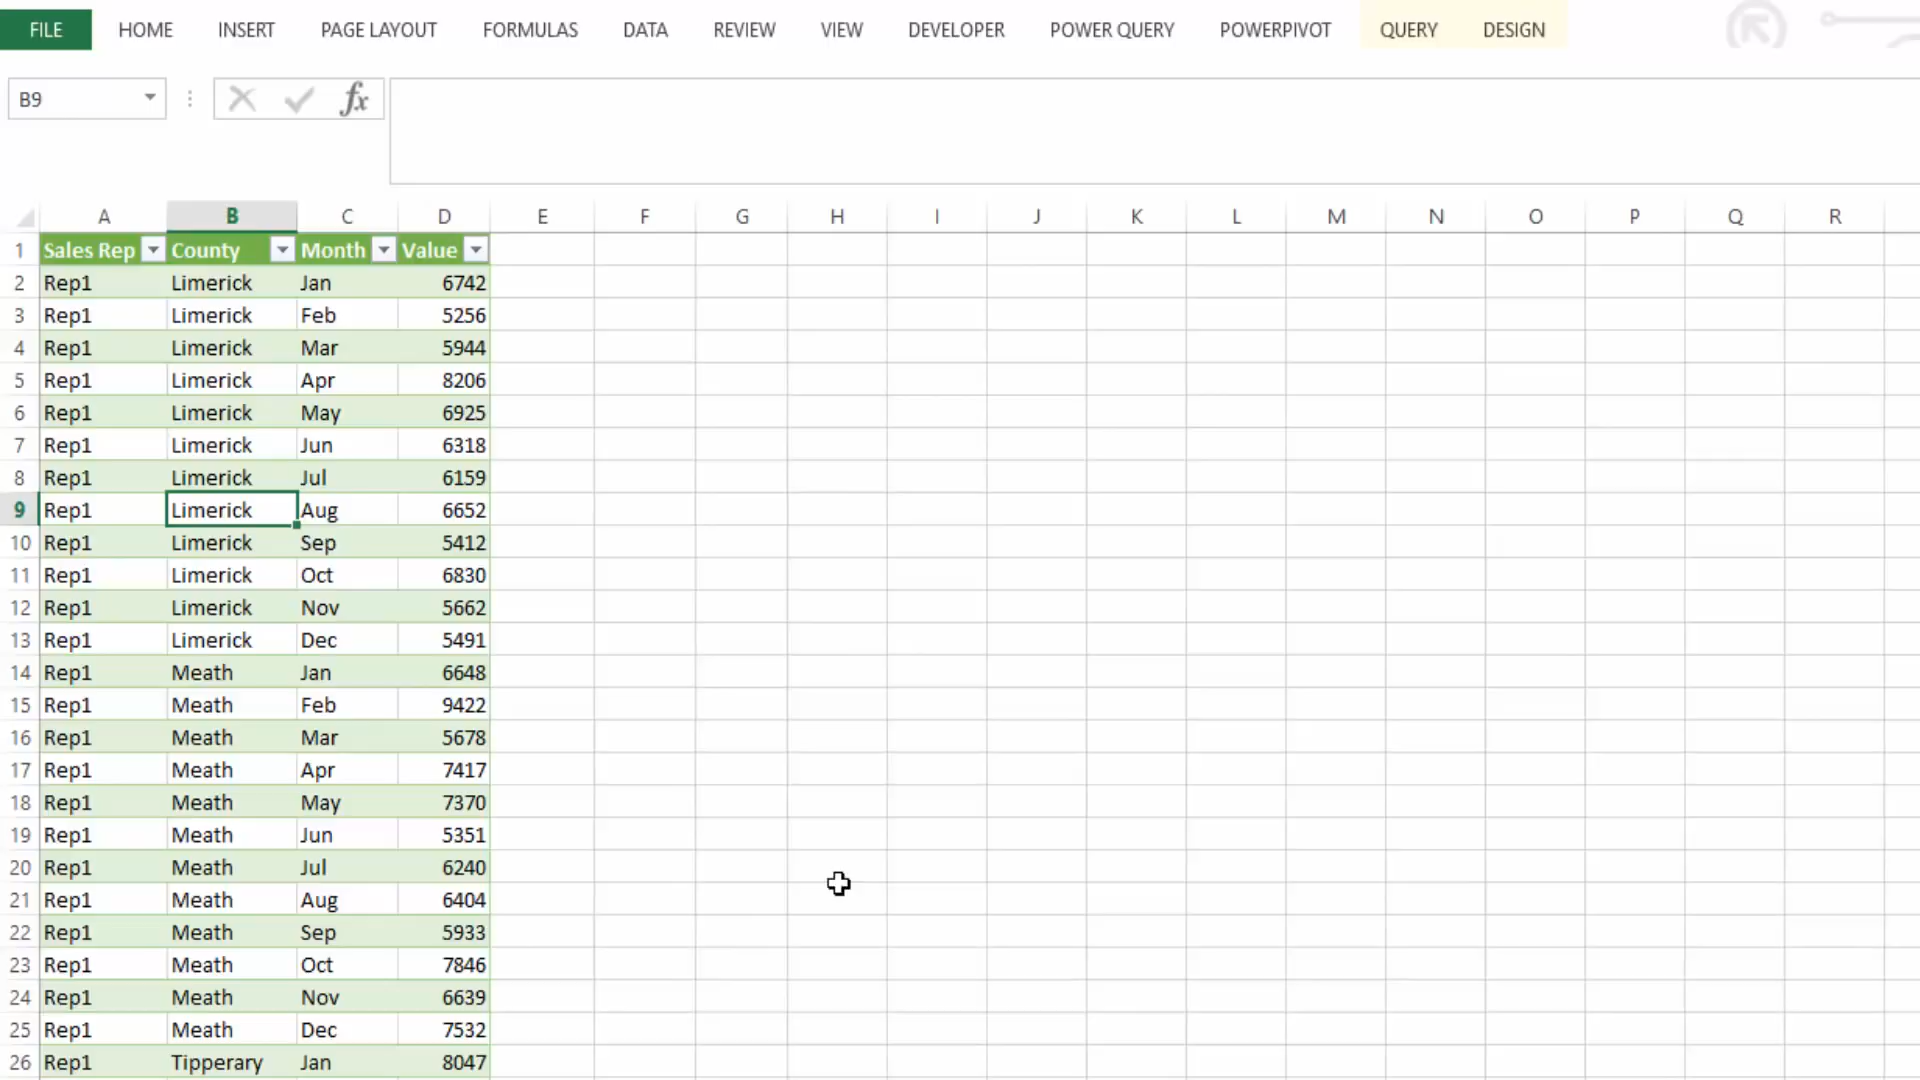 FILE HOME INSERT PAGE LAYOUT FORMULAS DATA REVIEW VIEW DEVELOPER POWER QUERY POWERPIVOT QUERY DESIGN
B9 fx
A B C D E F G H I J K L M N O P Q R
1 Sales Rep County Month Value
2 Rep1 Limerick Jan 6742
3 Rep1 Limerick Feb 5256
4 Rep1 Limerick Mar 5944
5 Rep1 Limerick Apr 8206
6 Rep1 Limerick May 6925
7 Rep1 Limerick Jun 6318
8 Rep1 Limerick Jul 6159
9 Rep1 Limerick Aug 6652
10 Rep1 Limerick Sep 5412
11 Rep1 Limerick Oct 6830
12 Rep1 Limerick Nov 5662
13 Rep1 Limerick Dec 5491
14 Rep1 Meath Jan 6648
15 Rep1 Meath Feb 9422
16 Rep1 Meath Mar 5678
17 Rep1 Meath Apr 7417
18 Rep1 Meath May 7370
19 Rep1 Meath Jun 5351
20 Rep1 Meath Jul 6240
21 Rep1 Meath Aug 6404
22 Rep1 Meath Sep 5933
23 Rep1 Meath Oct 7846
24 Rep1 Meath Nov 6639
25 Rep1 Meath Dec 7532
26 Rep1 Tipperary Jan 8047